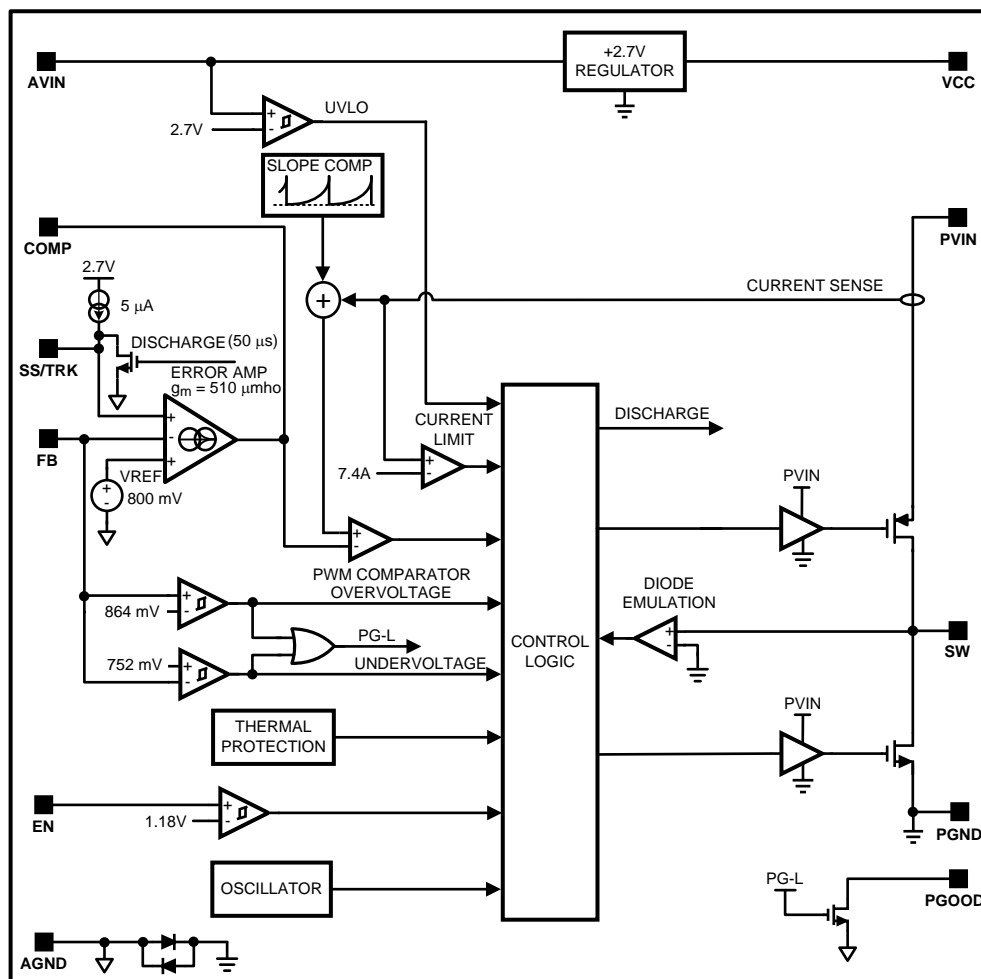 +2.7V
REGULATOR
AVIN
VCC
UVLO
+
-
2.7V
SLOPE COMP
COMP
PVIN
2.7V
5 μA
+
CURRENT SENSE
DISCHARGE (50 μs)
SS/TRK
ERROR AMP
gm = 510 μmho
CURRENT
LIMIT
DISCHARGE
+
-
+
FB
VREF
800 mV
+
-
7.4A
+
-
PVIN
+
-
PWM COMPARATOR
OVERVOLTAGE
864 mV
+
-
DIODE
EMULATION
PG-L
CONTROL
LOGIC
+
-
SW
752 mV
+
-
UNDERVOLTAGE
PVIN
THERMAL
PROTECTION
EN
1.18V
+
-
PGND
OSCILLATOR
PG-L
PGOOD
AGND